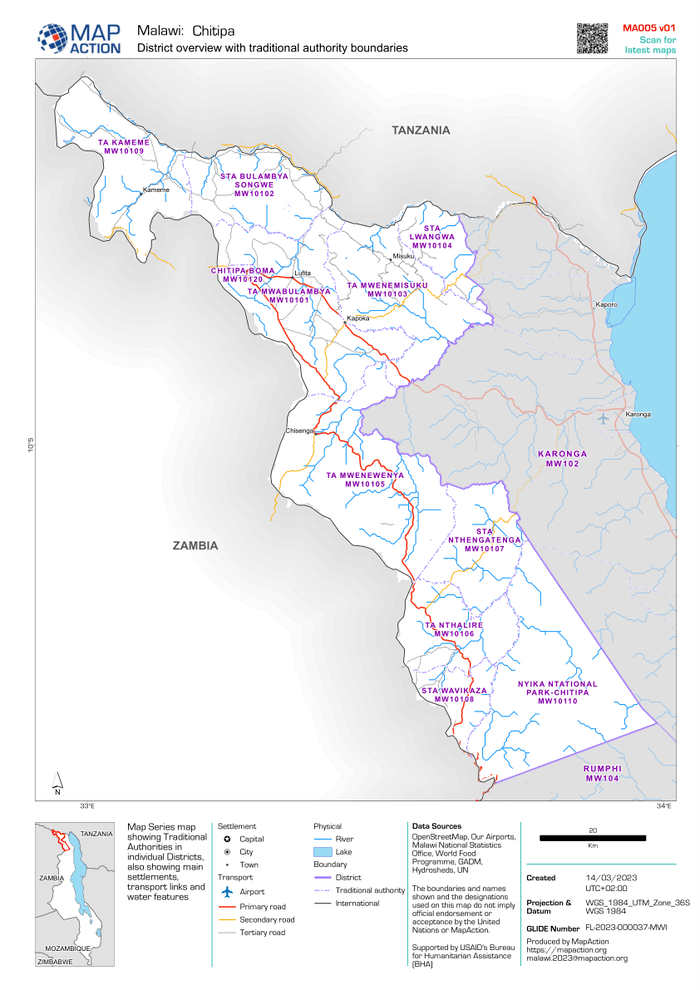 MAP
ACTION
Malawi: Chitipa
District overview with traditional authority boundaries
MA005 v01
Scan for
latest maps
TANZANIA
TA KAMEME
MW10109
Kameme
STA BULAMBYA
SONGWE
MW10102
STA
LWANGWA
MW10104
Misuku
CHITIPA BOMA
MW10120
Lufita
TA MWABULAMBYA
MW10101
TA MWENEMISUKU
MW10103
Kapoka
Kaporo
Karonga
Chisenga
10°S
KARONGA
MW102
TA MWENEWENYA
MW10105
ZAMBIA
STA
NTHENGATENGA
MW10107
TA NTHALIRE
MW10106
STA WAVIKAZA
MW10108
NYIKA NTATIONAL
PARK-CHITIPA
MW10110
RUMPHI
MW104
N
33°E
34°E
TANZANIA
ZAMBIA
MOZAMBIQUE
ZIMBABWE
Map Series map
showing Traditional
Authorities in
individual Districts,
also showing main
settlements,
transport links and
water features
Settlement
Capital
City
Town
Transport
Airport
Primary road
Secondary road
Tertiary road
Physical
River
Lake
Boundary
District
Traditional authority
International
Data Sources
OpenStreetMap, Our Airports,
Malawi National Statistics
Office, World Food
Programme, GADM,
Hydrosheds, UN
The boundaries and names
shown and the designations
used on this map do not imply
official endorsement or
acceptance by the United
Nations or MapAction.
Supported by USAID's Bureau
for Humanitarian Assistance
(BHA)
20
Km
Created
14/03/2023
UTC+02:00
Projection &
Datum
WGS_1984_UTM_Zone_36S
WGS 1984
GLIDE Number
FL-2023-000037-MWI
Produced by MapAction
https://mapaction.org
malawi.2023@mapaction.org